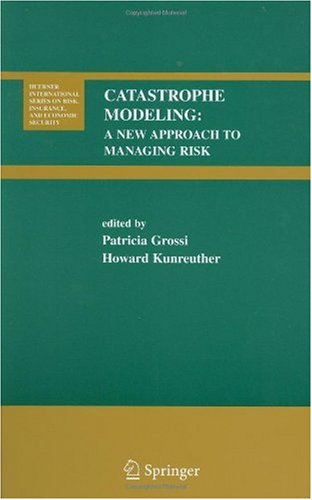 HUEBNER
INTERNATIONAL
SERIES ON RISK,
INSURANCE,
AND ECONOMIC
SECURITY
CATASTROPHE
MODELING:
A NEW APPROACH TO
MANAGING RISK
edited by
Patricia Grossi
Howard Kunreuther
Springer